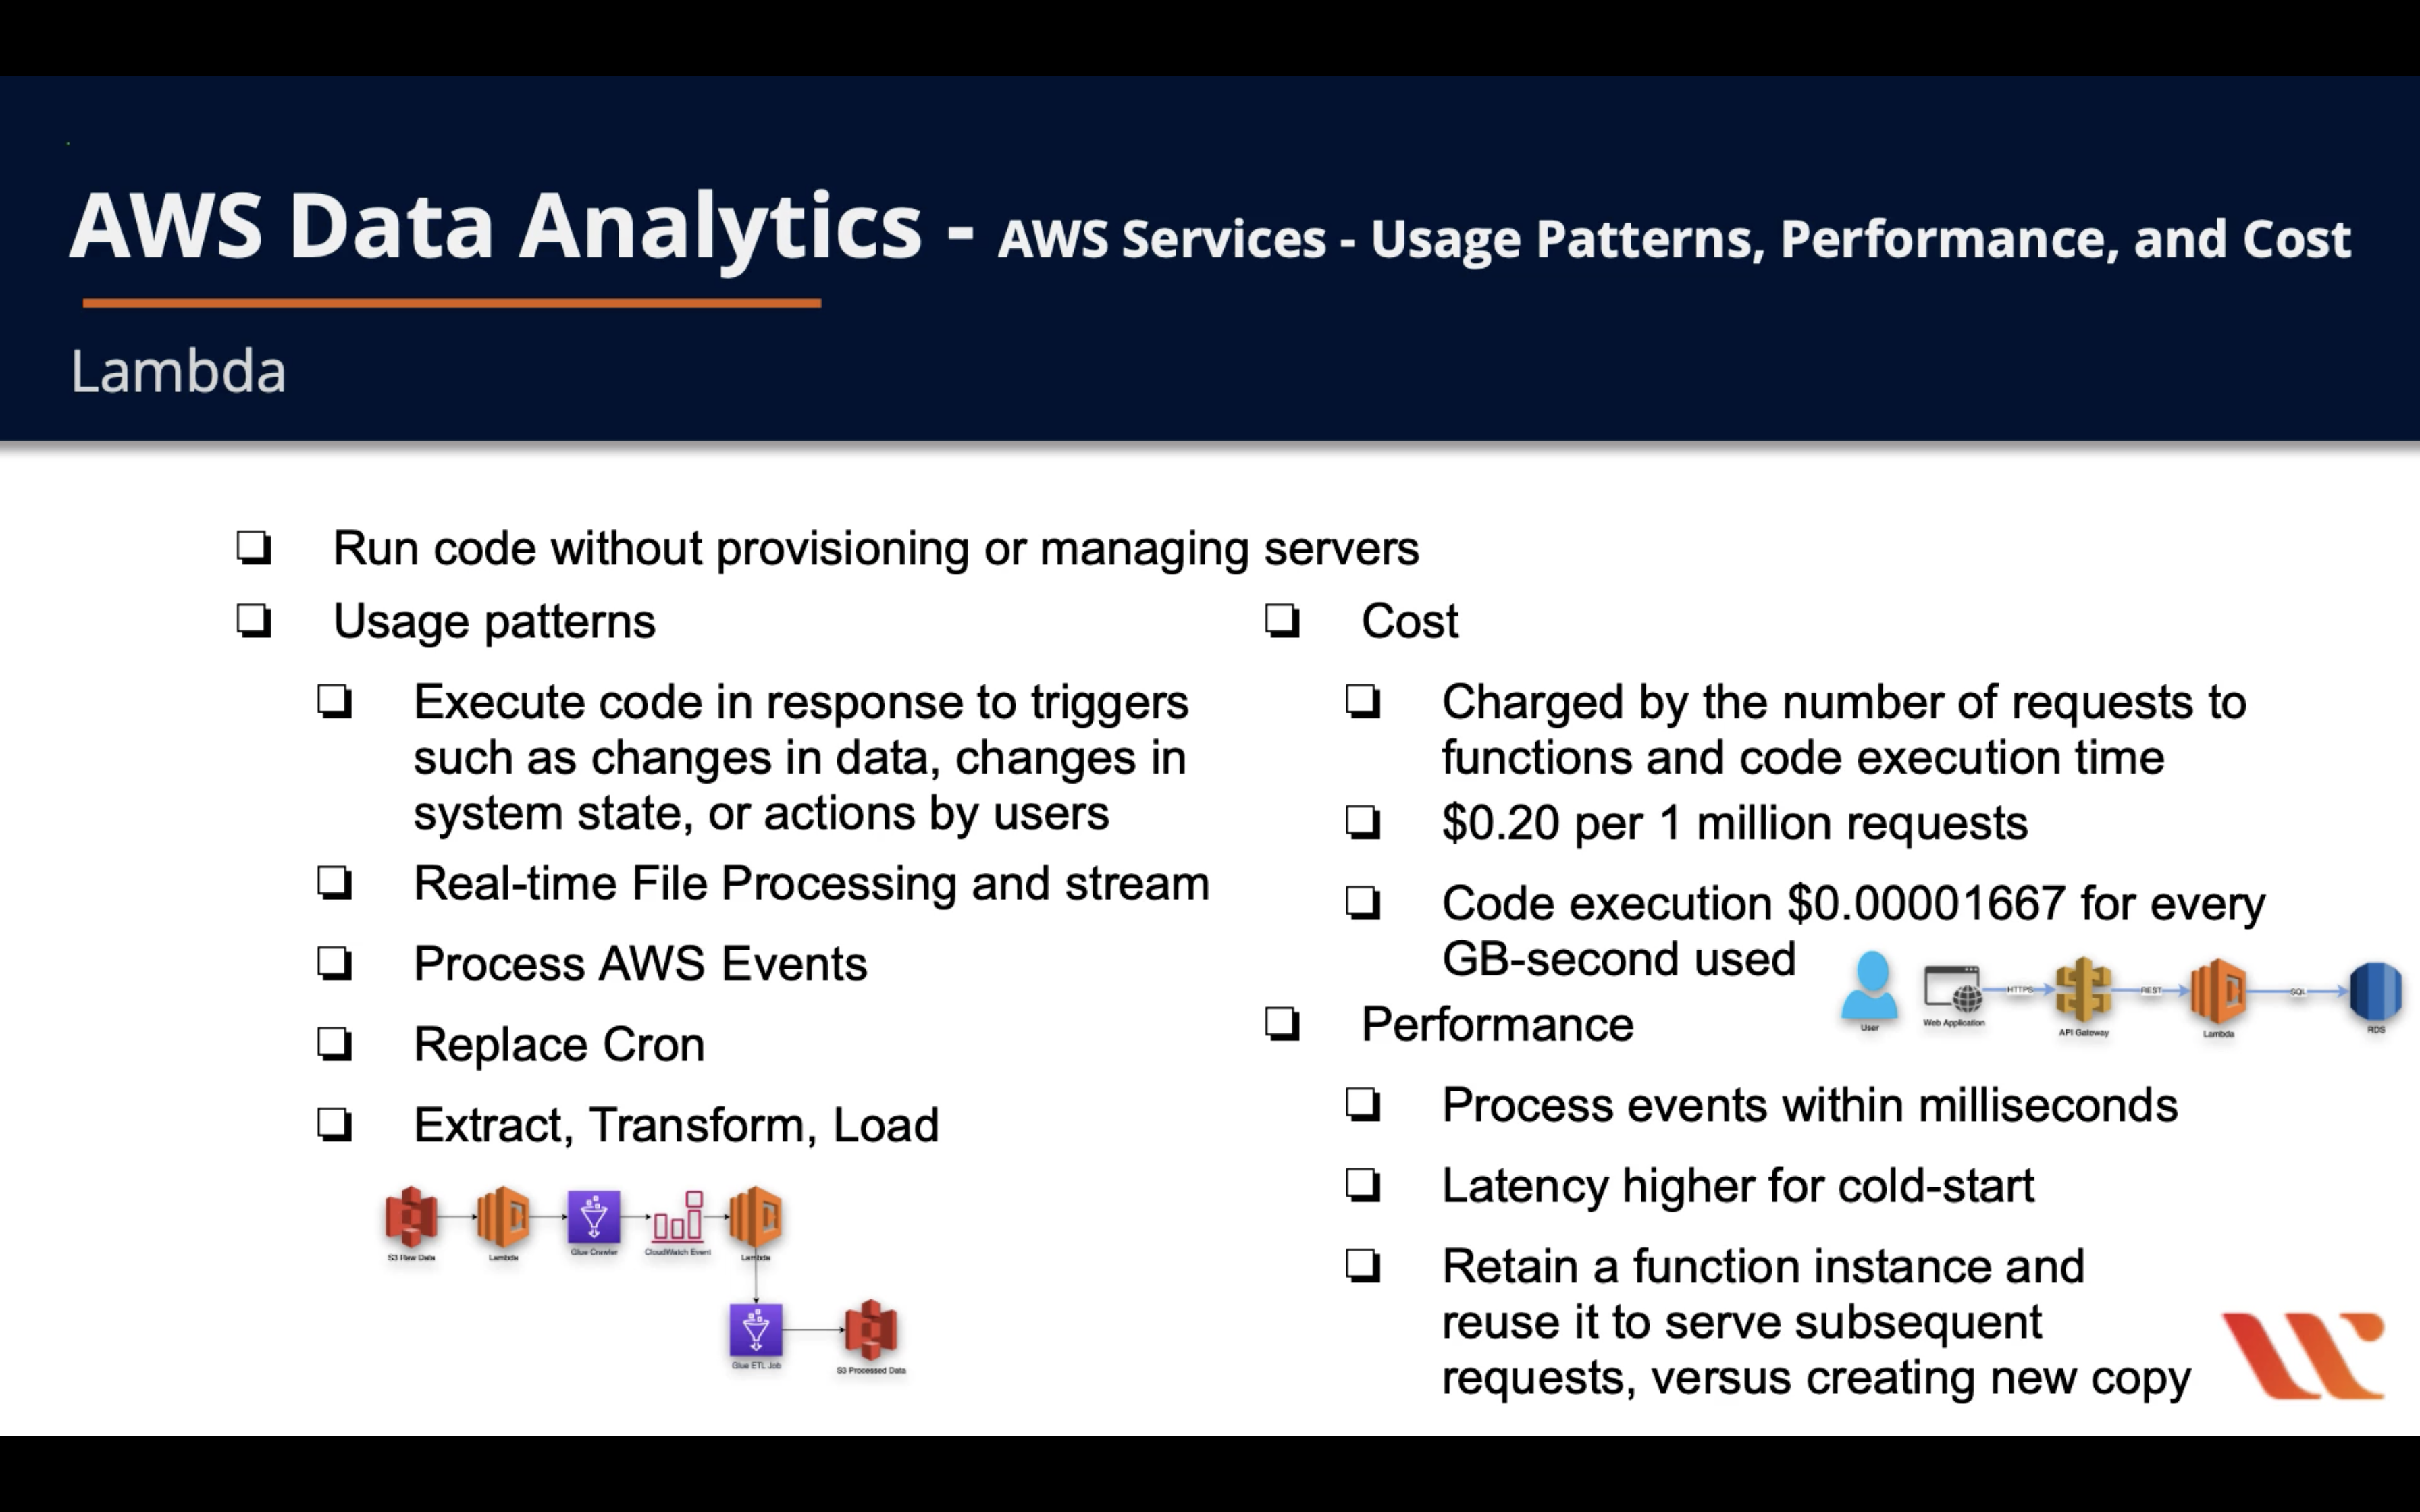 AWS Data Analytics - AWS Services - Usage Patterns, Performance, and Cost
Lambda
Run code without provisioning or managing servers
Usage patterns
Execute code in response to triggers
such as changes in data, changes in
system state, or actions by users
Real-time File Processing and stream
Process AWS Events
Replace Cron
Extract, Transform, Load
S3 Raw Data
Lambda
Glue Crawler
CloudWatch Event
Lambda
Glue ETL Job
S3 Processed Data
Cost
Charged by the number of requests to
functions and code execution time
$0.20 per 1 million requests
Code execution $0.00001667 for every
GB-second used
User
Web Application
HTTPS
API Gateway
REST
Lambda
SQL
RDS
Performance
Process events within milliseconds
Latency higher for cold-start
Retain a function instance and
reuse it to serve subsequent
requests, versus creating new copy